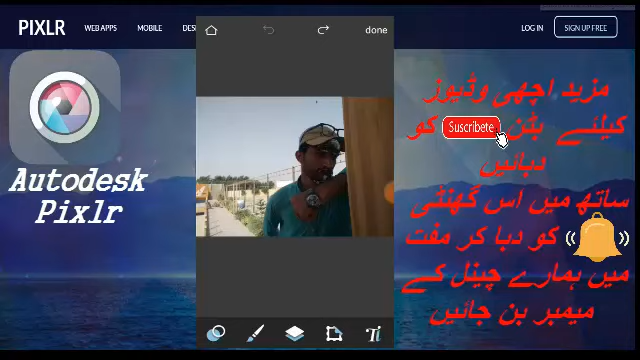 PIXLR WEB APPS MOBILE LOG IN SIGN UP FREE
done
Autodesk
Pixlr
مزید اچھی وڈیوز
کیلئے Suscribete بٹن کو
دبائیں
ساتھ میں اس گھنٹی
کو دبا کر مفت
میں ہمارے چینل کے
میمبر بن جائیں